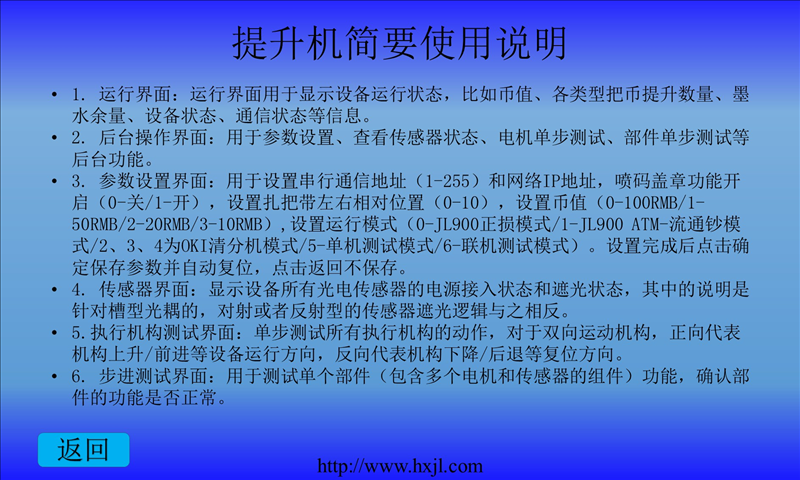 提升机简要使用说明
• 1. 运行界面：运行界面用于显示设备运行状态，比如币值、各类型把币提升数量、墨
水余量、设备状态、通信状态等信息。
• 2. 后台操作界面：用于参数设置、查看传感器状态、电机单步测试、部件单步测试等
后台功能。
• 3. 参数设置界面：用于设置串行通信地址（1-255）和网络IP地址，喷码盖章功能开
启（0-关/1-开），设置扎把带左右相对位置（0-10），设置币值（0-100RMB/1-
50RMB/2-20RMB/3-10RMB）,设置运行模式（0-JL900正损模式/1-JL900 ATM-流通钞模
式/2、3、4为OKI清分机模式/5-单机测试模式/6-联机测试模式）。设置完成后点击确
定保存参数并自动复位，点击返回不保存。
• 4. 传感器界面：显示设备所有光电传感器的电源接入状态和遮光状态，其中的说明是
针对槽型光耦的，对射或者反射型的传感器遮光逻辑与之相反。
• 5.执行机构测试界面：单步测试所有执行机构的动作，对于双向运动机构，正向代表
机构上升/前进等设备运行方向，反向代表机构下降/后退等复位方向。
• 6. 步进测试界面：用于测试单个部件（包含多个电机和传感器的组件）功能，确认部
件的功能是否正常。
返回
http://www.hxjl.com